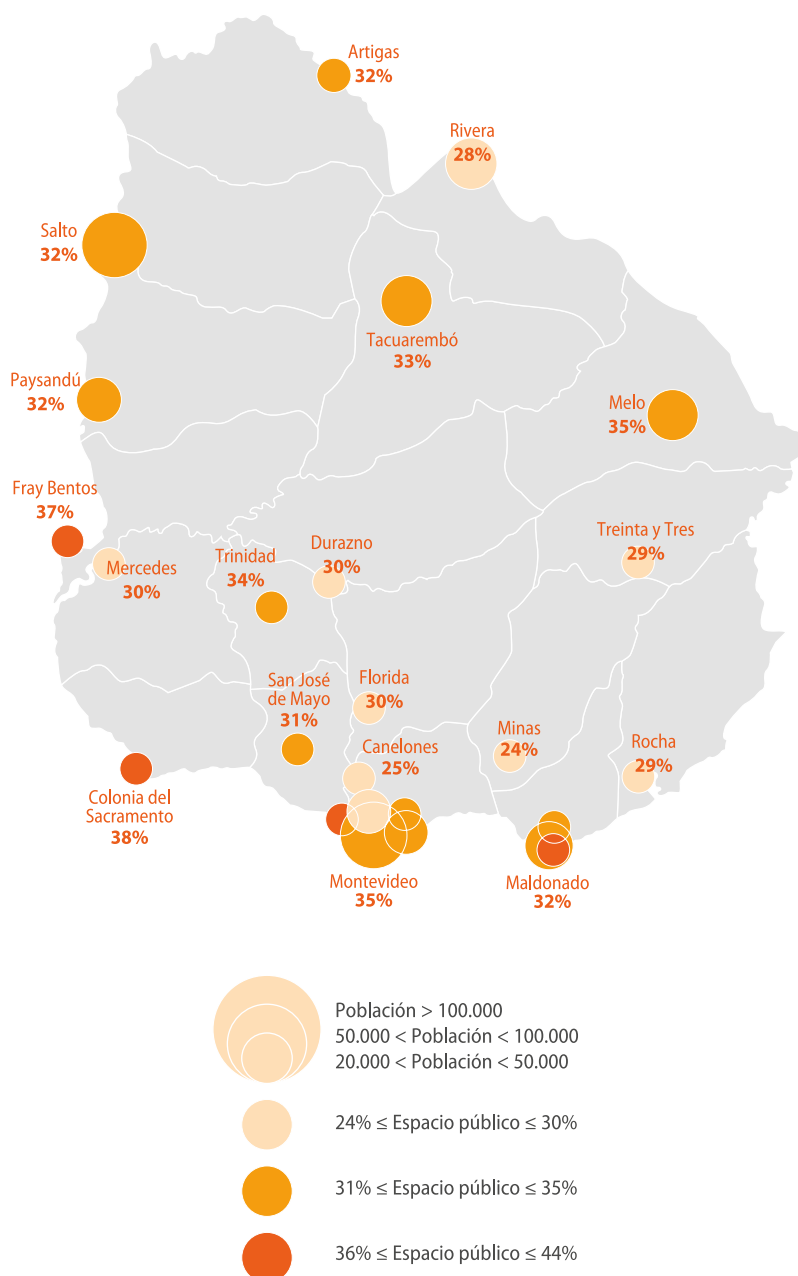 Artigas
32%
Rivera
28%
Salto
32%
Tacuarembó
33%
Paysandú
32%
Melo
35%
Fray Bentos
37%
Mercedes
30%
Trinidad
34%
Durazno
30%
Treinta y Tres
29%
San José
de Mayo
31%
Florida
30%
Canelones
25%
Minas
24%
Rocha
29%
Colonia del
Sacramento
38%
Montevideo
35%
Maldonado
32%
Población > 100.000
50.000 < Población < 100.000
20.000 < Población < 50.000
24% ≤ Espacio público ≤ 30%
31% ≤ Espacio público ≤ 35%
36% ≤ Espacio público ≤ 44%